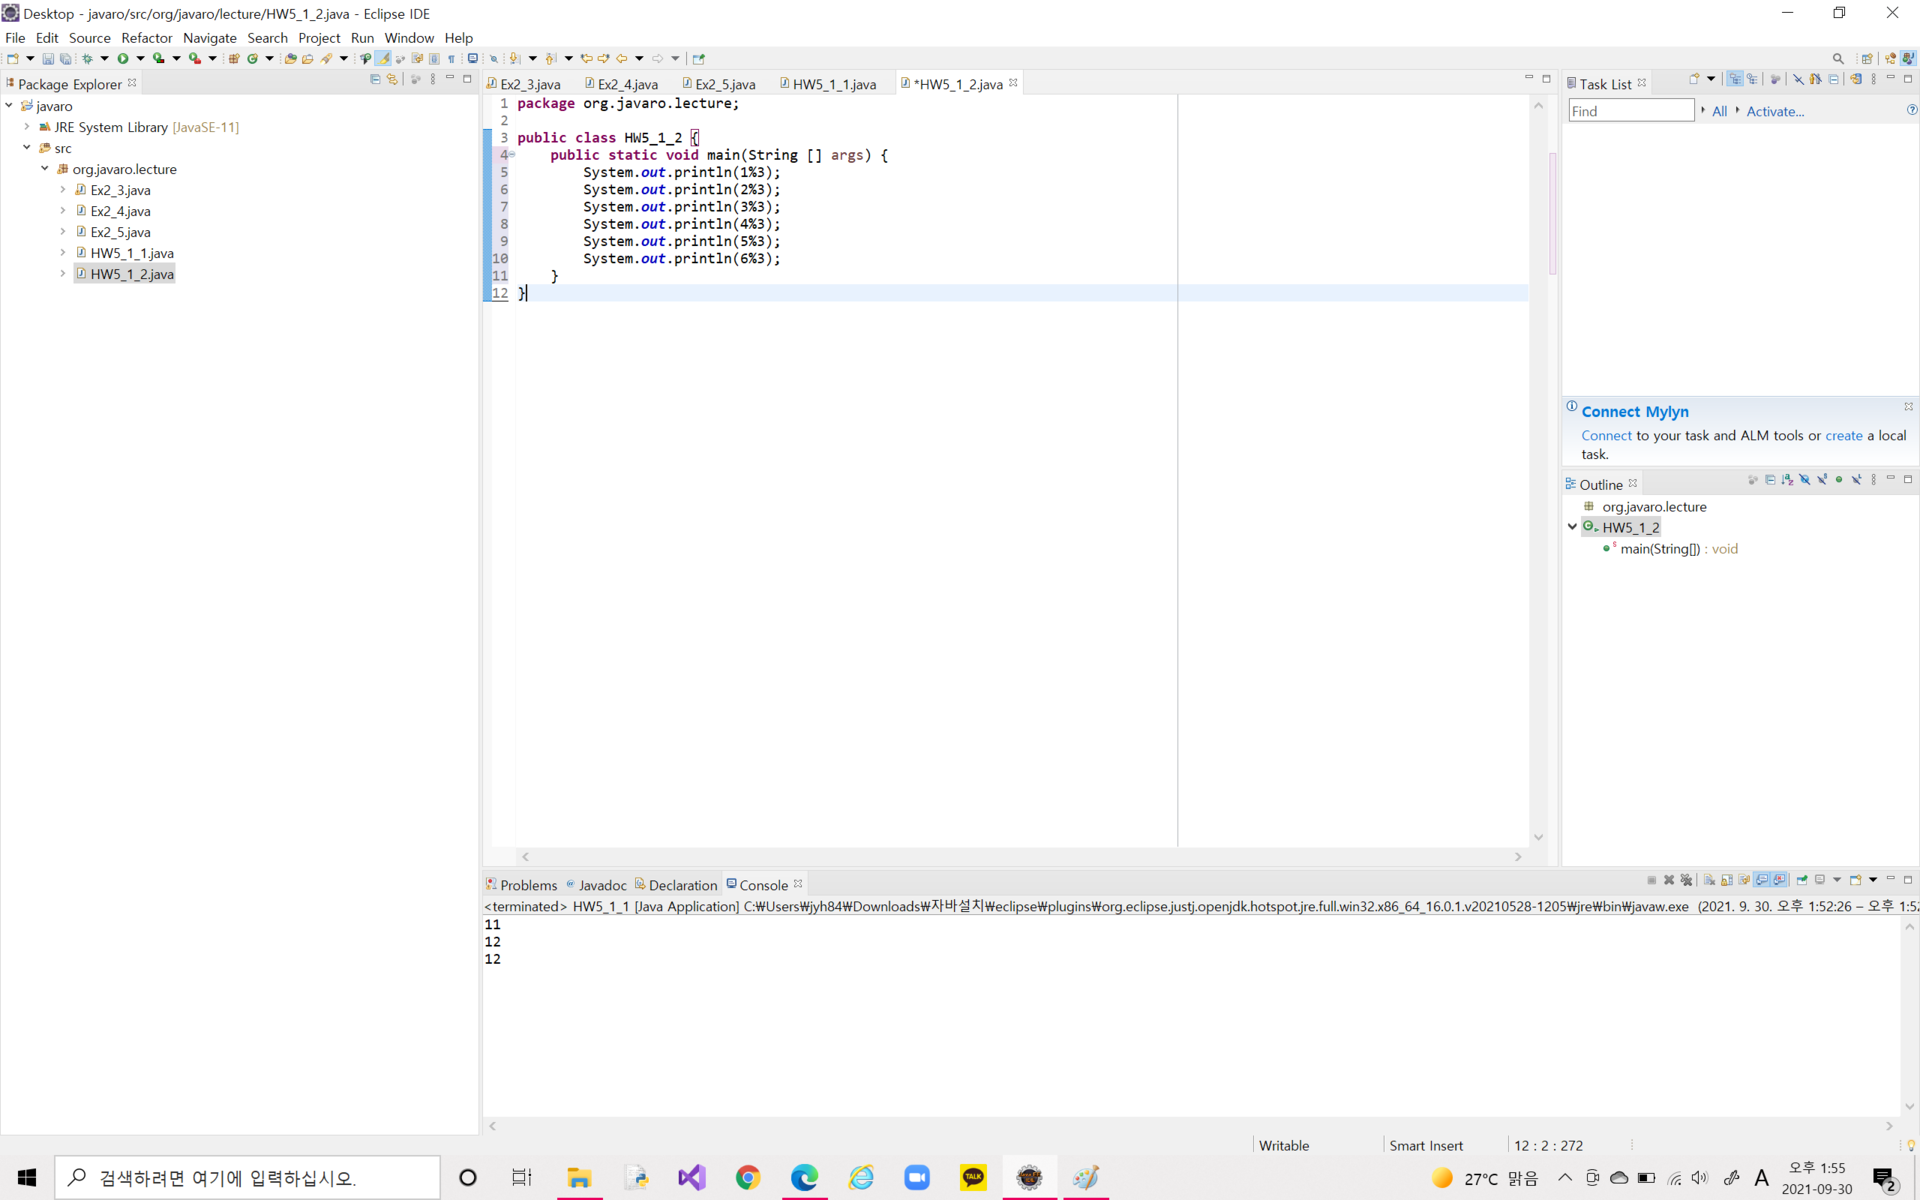 Desktop - javaro/src/org/javaro/lecture/HW5_1_2.java - Eclipse IDE
File Edit Source Refactor Navigate Search Project Run Window Help
Package Explorer
javaro
JRE System Library [JavaSE-11]
src
org.javaro.lecture
Ex2_3.java
Ex2_4.java
Ex2_5.java
HW5_1_1.java
HW5_1_2.java
Ex2_3.java Ex2_4.java Ex2_5.java HW5_1_1.java *HW5_1_2.java
1 package org.javaro.lecture;
2
3 public class HW5_1_2 {
4 public static void main(String [] args) {
5 System.out.println(1%3);
6 System.out.println(2%3);
7 System.out.println(3%3);
8 System.out.println(4%3);
9 System.out.println(5%3);
10 System.out.println(6%3);
11 }
12 }
Task List
Find All Activate...
Connect Mylyn
Connect to your task and ALM tools or create a local
task.
Outline
org.javaro.lecture
HW5_1_2
main(String[]) : void
Problems Javadoc Declaration Console
<terminated> HW5_1_1 [Java Application] C:₩Users₩jyh84₩Downloads₩자바설치₩eclipse₩plugins₩org.eclipse.justj.openjdk.hotspot.jre.full.win32.x86_64_16.0.1.v20210528-1205₩jre₩bin₩javaw.exe (2021. 9. 30. 오후 1:52:26 – 오후 1:52
11
12
12
Writable Smart Insert 12 : 2 : 272
검색하려면 여기에 입력하십시오.
TALK
27°C 맑음
A
오후 1:55
2021-09-30
2